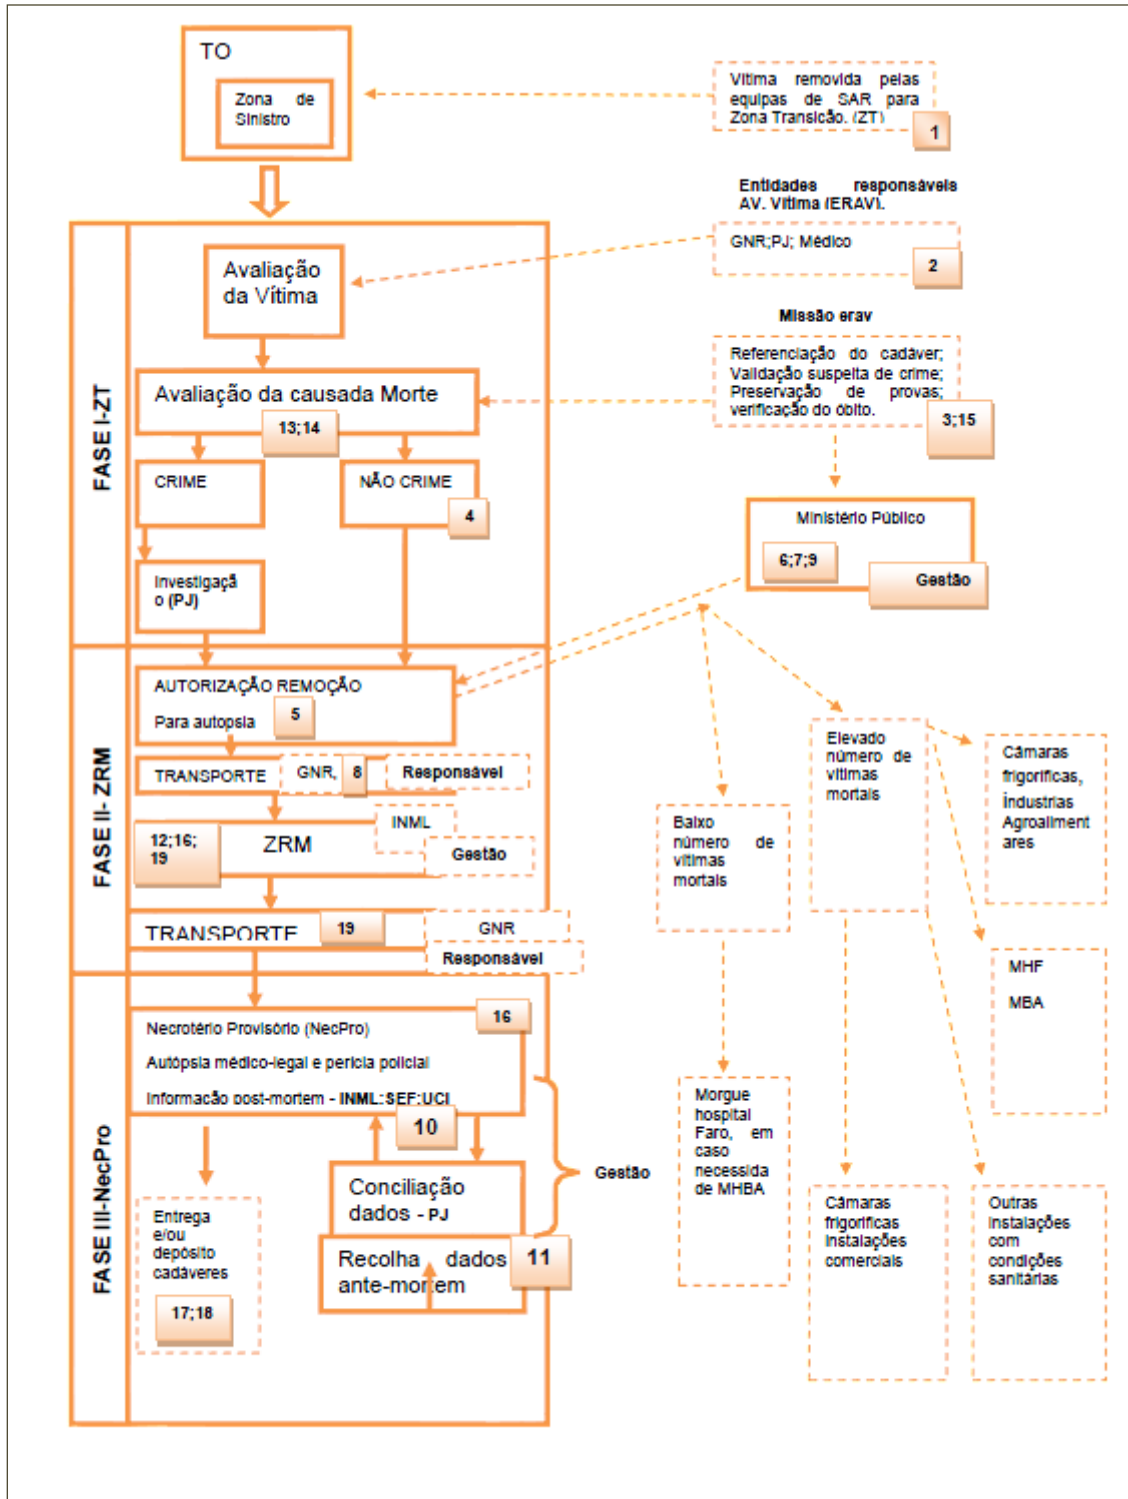 TO
Zona de
Sinistro
Vítima removida pelas
equipas de SAR para
Zona Transição. (ZT)
1
Entidades responsáveis
AV. Vítima (ERAV).
GNR;PJ; Médico
2
Missão erav
Referenciação do cadáver;
Validação suspeita de crime;
Preservação de provas;
verificação do óbito.
3;15
Ministério Público
6;7;9
Gestão
FASE I-ZT
Avaliação
da Vítima
Avaliação da causada Morte
13;14
CRIME
NÃO CRIME
4
Investigaçã
o (PJ)
FASE II- ZRM
AUTORIZAÇÃO REMOÇÃO
Para autopsia
5
TRANSPORTE
GNR,
8
Responsável
12;16;
19
ZRM
INML
Gestão
TRANSPORTE
19
GNR
Responsável
FASE III-NecPro
16
Necrotério Provisório (NecPro)
Autópsia médico-legal e perícia policial
Informação post-mortem - INML;SEF;UCI
10
Conciliação
dados - PJ
Recolha dados
ante-mortem
11
Gestão
Entrega
e/ou
depósito
cadáveres
17;18
Baixo
número de
vítimas
mortais
Elevado
número de
vítimas
mortais
Câmaras
frigoríficas,
Índustrias
Agroaliment
ares
MHF
MBA
Morgue
hospital
Faro, em
caso
necessida
de MHBA
Câmaras
frigoríficas
instalações
comerciais
Outras
instalações
com
condições
sanitárias